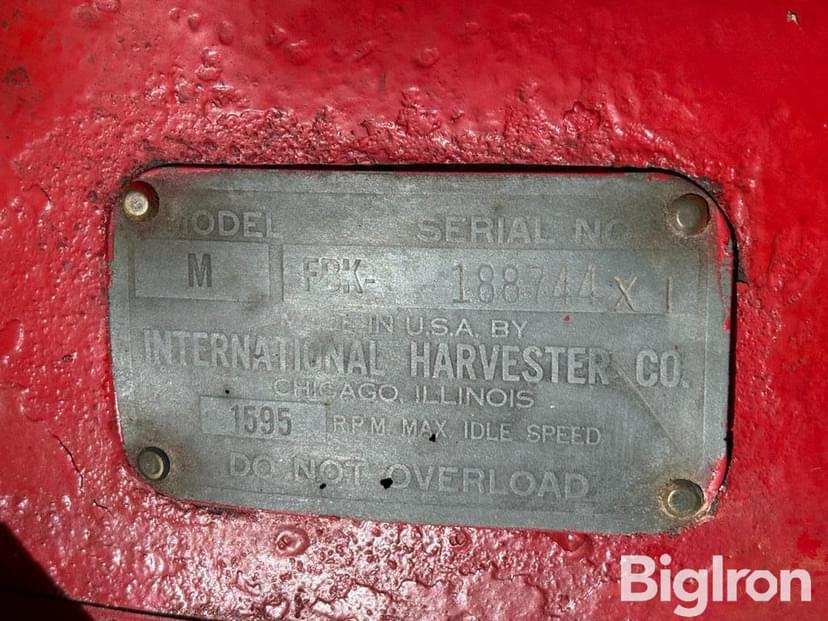 MODEL SERIAL NO.
M FBK- 188744 X 1
MADE IN U.S.A. BY
INTERNATIONAL HARVESTER CO.
CHICAGO, ILLINOIS
1595 R.P.M. MAX. IDLE SPEED
DO NOT OVERLOAD
BigIron